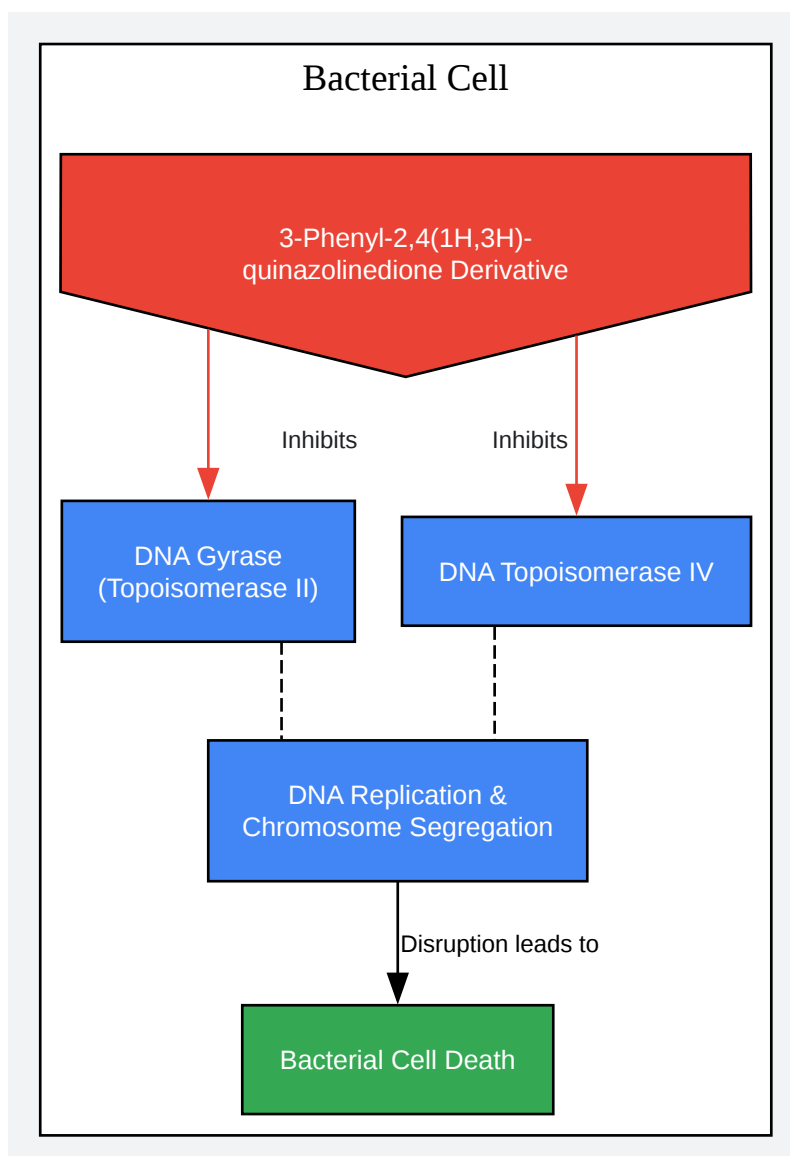 Bacterial Cell
3-Phenyl-2,4(1H,3H)-
quinazolinedione Derivative
Inhibits
Inhibits
DNA Gyrase
(Topoisomerase II)
DNA Topoisomerase IV
DNA Replication &
Chromosome Segregation
Disruption leads to
Bacterial Cell Death